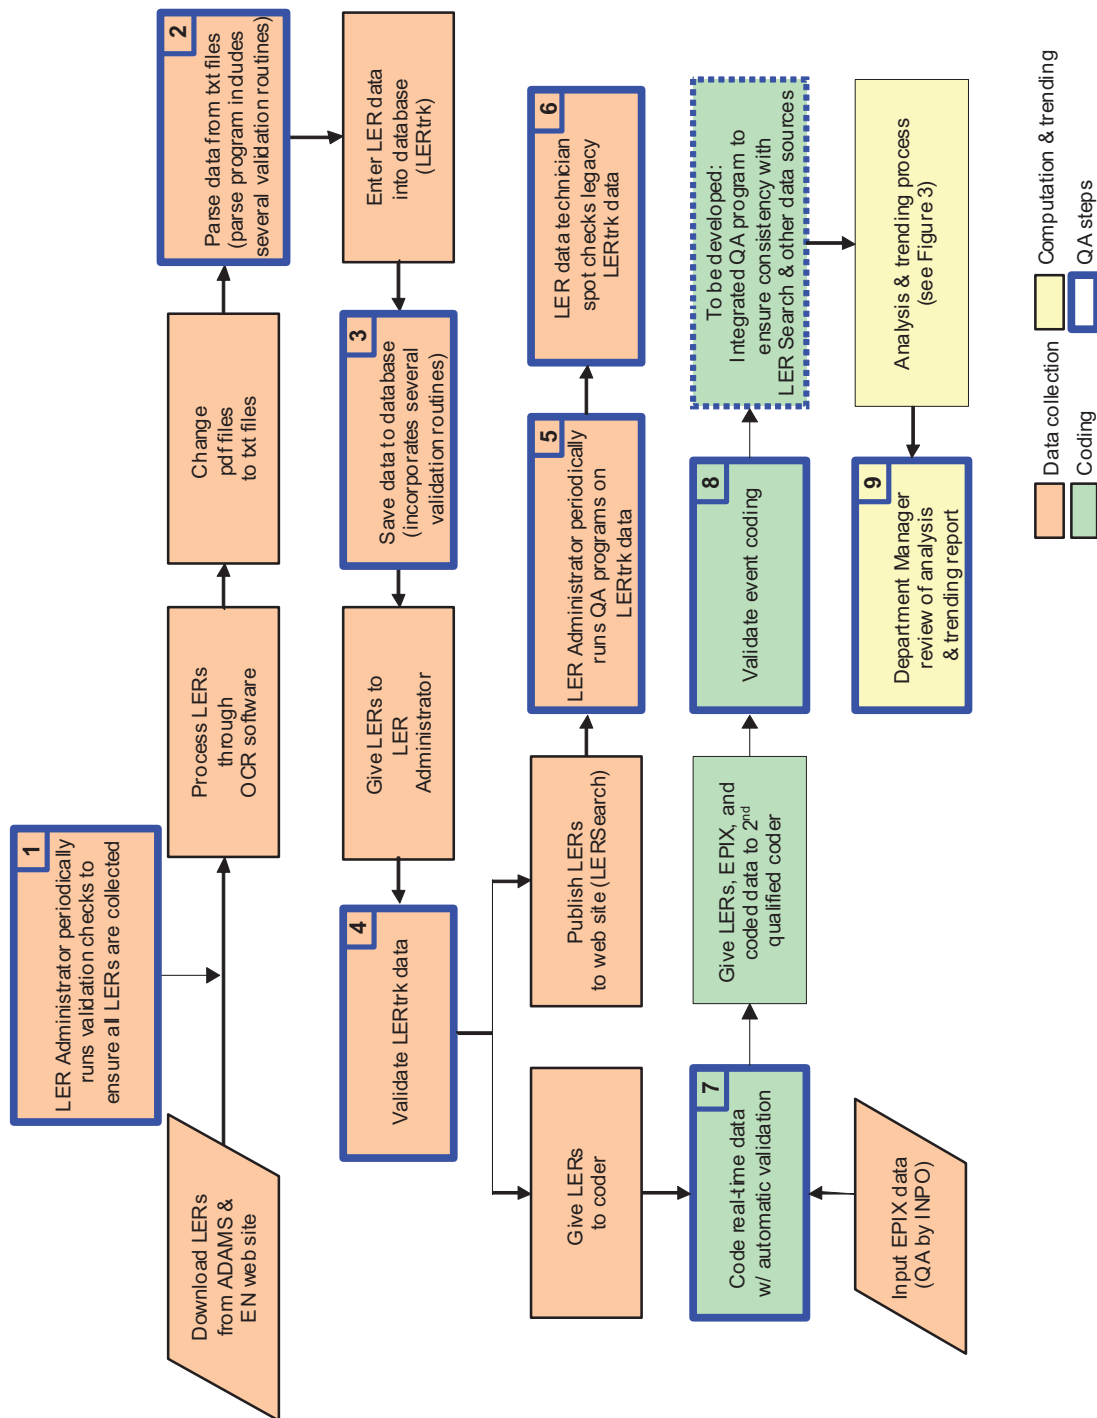 1
LER Administrator periodically
runs validation checks to
ensure all LERs are collected
Download LERs
from ADAMS &
EN web site
Process LERs
through
OCR software
Change
pdf files
to txt files
2
Parse data from txt files
(parse program includes
several validation routines)
Enter LER data
into database
(LERtrk)
3
Save data to database
(incorporates several
validation routines)
Give LERs to
LER
Administrator
4
Validate LERtrk data
Give LERs
to coder
Publish LERs
to web site (LERSearch)
5
LER Administrator periodically
runs QA programs on
LERtrk data
6
LER data technician
spot checks legacy
LERtrk data
7
Code real-time data
w/ automatic validation
Input EPIX data
(QA by INPO)
Give LERs, EPIX, and
coded data to 2nd
qualified coder
8
Validate event coding
To be developed:
Integrated QA program to
ensure consistency with
LER Search & other data sources
Analysis & trending process
(see Figure 3)
9
Department Manager
review of analysis
& trending report
Data collection
Computation & trending
Coding
QA steps